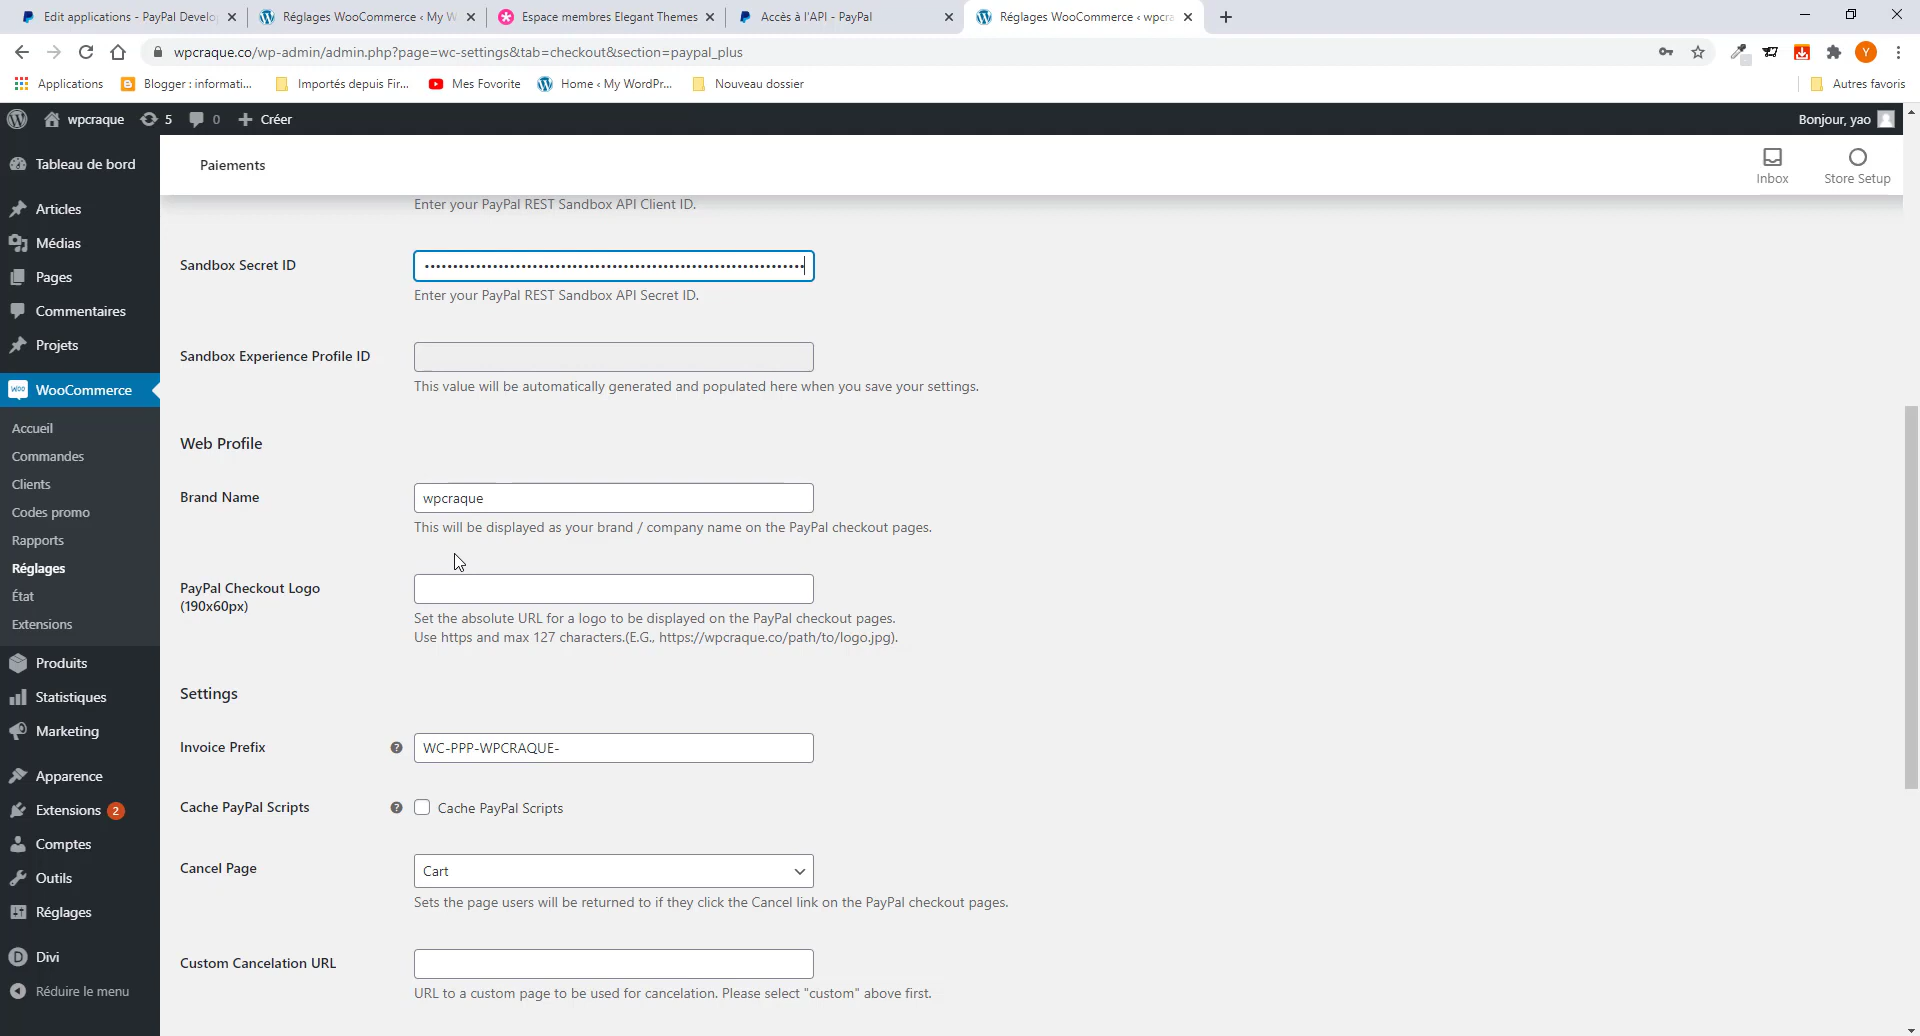 Edit applications - PayPal Develo
Réglages WooCommerce ‹ My W
Espace membres Elegant Themes
Accès à l'API - PayPal
Réglages WooCommerce ‹ wpcra
wpcraque.co/wp-admin/admin.php?page=wc-settings&tab=checkout&section=paypal_plus
Y
Applications
Blogger : informati...
Importés depuis Fir...
Mes Favorite
Home ‹ My WordPr...
Nouveau dossier
Autres favoris
wpcraque
5
0
Créer
Bonjour, yao
Tableau de bord
Articles
Médias
Pages
Commentaires
Projets
WooCommerce
Accueil
Commandes
Clients
Codes promo
Rapports
Réglages
État
Extensions
Produits
Statistiques
Marketing
Apparence
Extensions 2
Comptes
Outils
Réglages
Divi
Réduire le menu
Paiements
Inbox
Store Setup
Enter your PayPal REST Sandbox API Client ID.
Sandbox Secret ID
Enter your PayPal REST Sandbox API Secret ID.
Sandbox Experience Profile ID
This value will be automatically generated and populated here when you save your settings.
Web Profile
Brand Name
wpcraque
This will be displayed as your brand / company name on the PayPal checkout pages.
PayPal Checkout Logo
(190x60px)
Set the absolute URL for a logo to be displayed on the PayPal checkout pages.
Use https and max 127 characters.(E.G., https://wpcraque.co/path/to/logo.jpg).
Settings
Invoice Prefix
WC-PPP-WPCRAQUE-
Cache PayPal Scripts
Cache PayPal Scripts
Cancel Page
Cart
Sets the page users will be returned to if they click the Cancel link on the PayPal checkout pages.
Custom Cancelation URL
URL to a custom page to be used for cancelation. Please select "custom" above first.